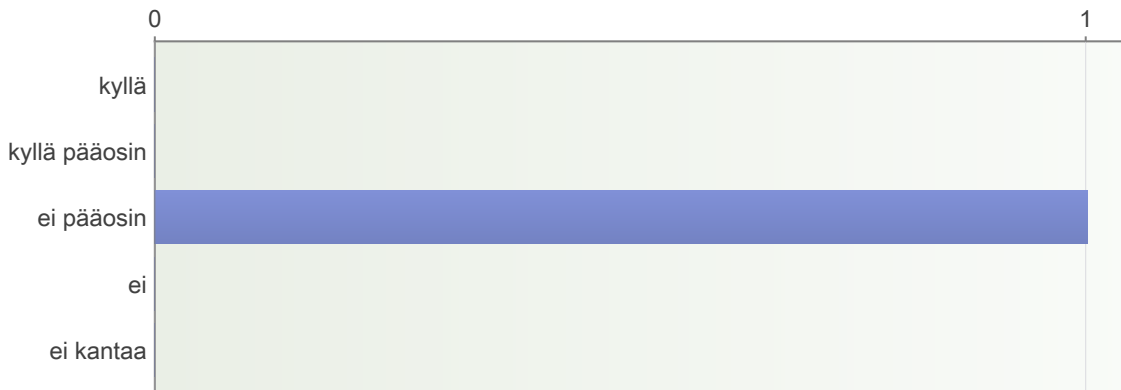 0 1
kyllä
kyllä pääosin
ei pääosin
ei
ei kantaa